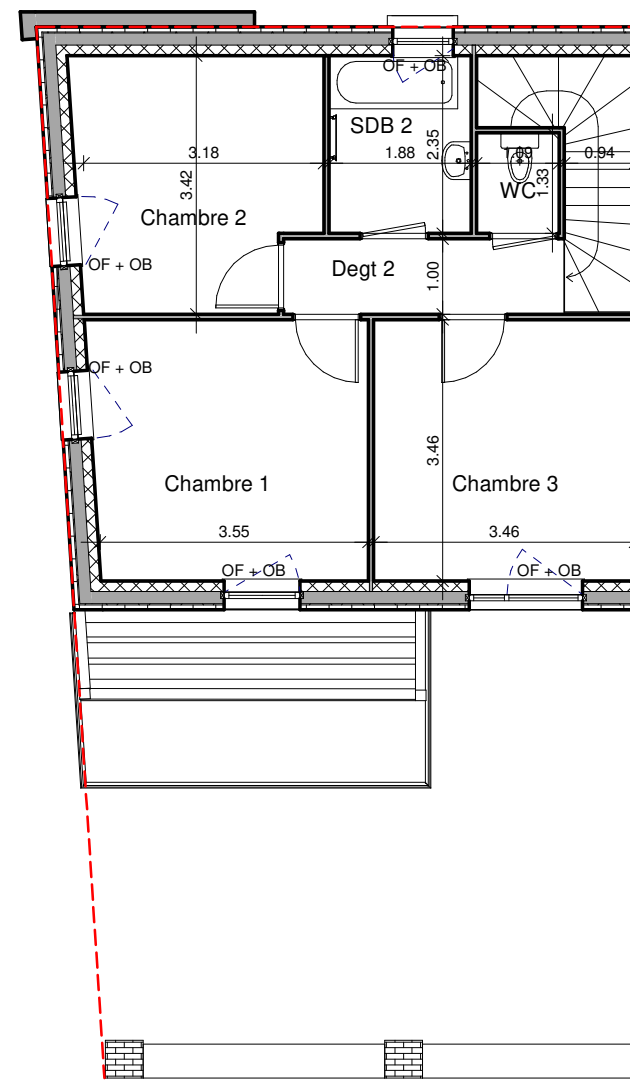 OF + OB
SDB 2
3.18
1.88
2.35
1.09
0.94
3.42
WC
1.33
Chambre 2
OF + OB
Degt 2
1.00
OF + OB
3.46
Chambre 1
Chambre 3
3.55
3.46
OF + OB
OF + OB